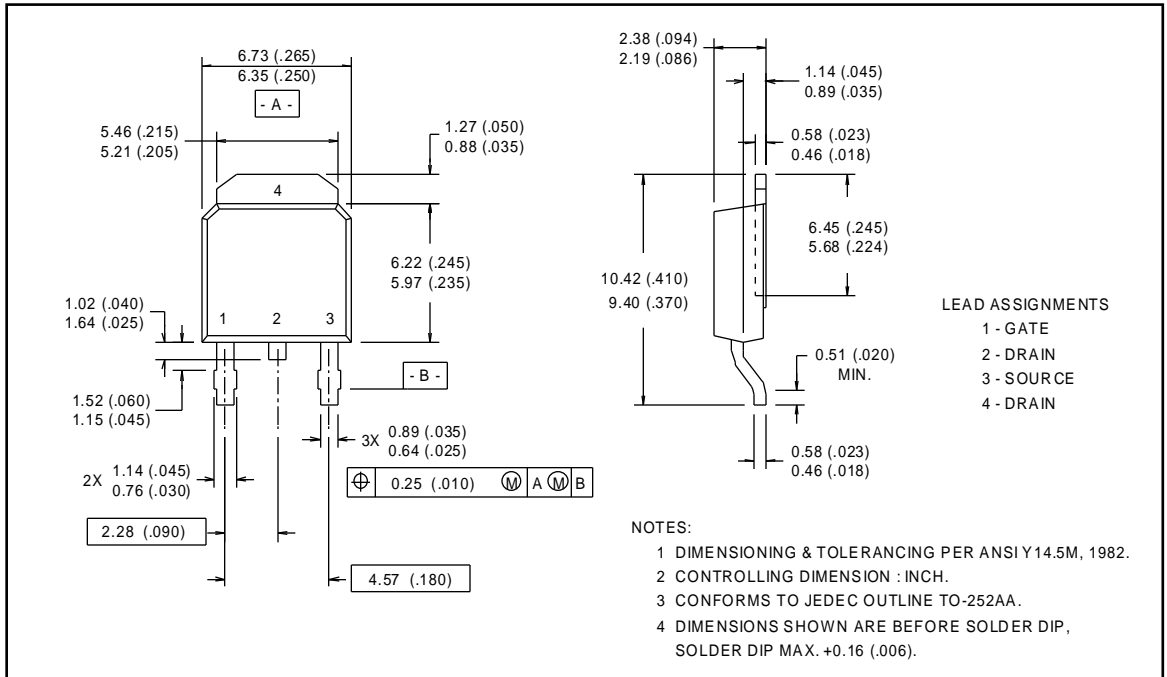 6.73 (.265)
6.35 (.250)
- A -
5.46 (.215)
5.21 (.205)
1.27 (.050)
0.88 (.035)
4
6.22 (.245)
5.97 (.235)
1.02 (.040)
1.64 (.025)
1 2 3
- B -
1.52 (.060)
1.15 (.045)
3X 0.89 (.035)
0.64 (.025)
2X 1.14 (.045)
0.76 (.030)
⌖ 0.25 (.010) Ⓜ A Ⓜ B
2.28 (.090)
4.57 (.180)
2.38 (.094)
2.19 (.086)
1.14 (.045)
0.89 (.035)
0.58 (.023)
0.46 (.018)
6.45 (.245)
5.68 (.224)
10.42 (.410)
9.40 (.370)
0.51 (.020)
MIN.
0.58 (.023)
0.46 (.018)
LEAD ASSIGNMENTS
1 - GATE
2 - DRAIN
3 - SOURCE
4 - DRAIN
NOTES:
1 DIMENSIONING & TOLERANCING PER ANSI Y14.5M, 1982.
2 CONTROLLING DIMENSION : INCH.
3 CONFORMS TO JEDEC OUTLINE TO-252AA.
4 DIMENSIONS SHOWN ARE BEFORE SOLDER DIP,
SOLDER DIP MAX. +0.16 (.006).